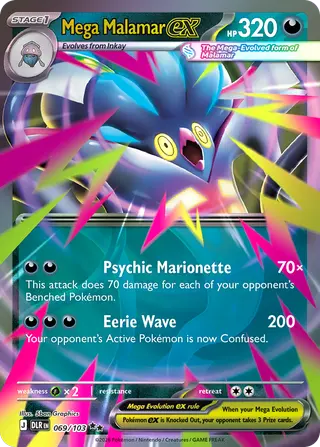 STAGE 1
Mega Malamar ex HP 320
Evolves from Inkay
The Mega-Evolved form of
Malamar
Psychic Marionette 70×
This attack does 70 damage for each of your opponent's
Benched Pokémon.
Eerie Wave 200
Your opponent's Active Pokémon is now Confused.
weakness × 2 resistance retreat
Mega Evolution ex rule
When your Mega Evolution
Pokémon ex is Knocked Out, your opponent takes 3 Prize cards.
Illus. 5ban Graphics
J DLR EN 069/103 ★★
©2026 Pokémon / Nintendo / Creatures / GAME FREAK